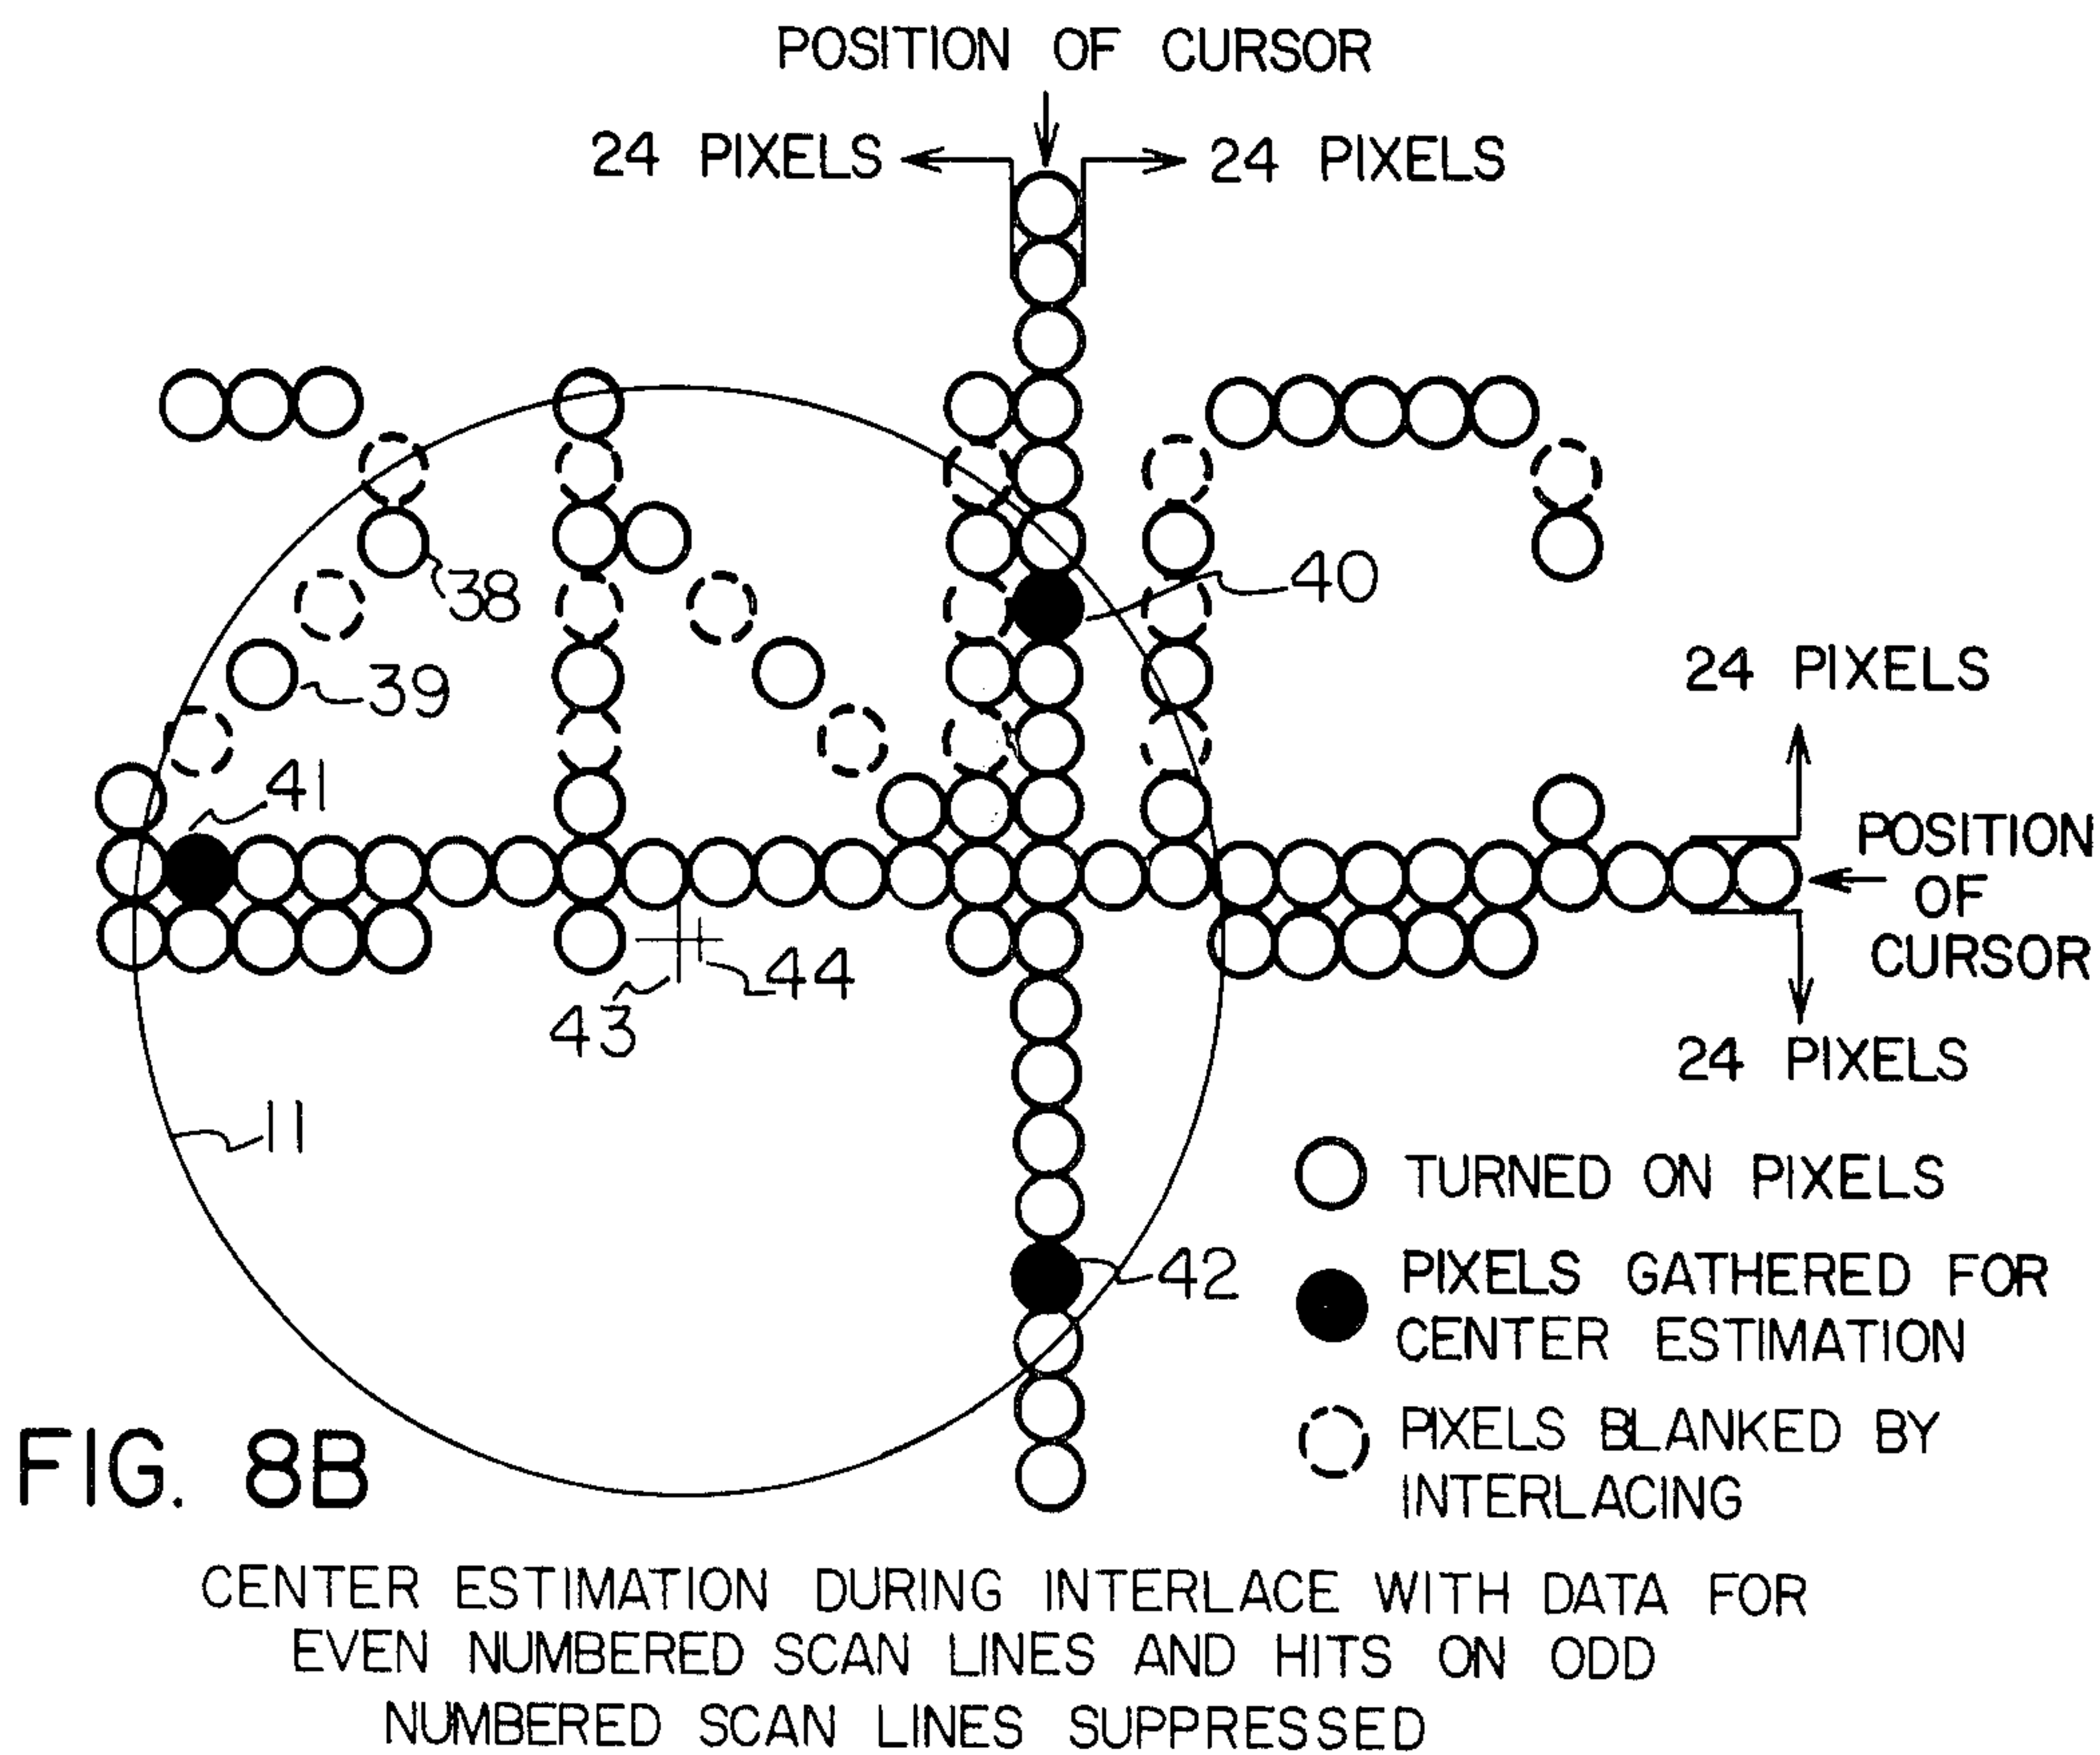 POSITION OF CURSOR
24 PIXELS
24 PIXELS
38
40
39
24 PIXELS
41
POSITION
OF
CURSOR
44
43
24 PIXELS
11
TURNED ON PIXELS
42
PIXELS GATHERED FOR
CENTER ESTIMATION
PIXELS BLANKED BY
INTERLACING
FIG. 8B
CENTER ESTIMATION DURING INTERLACE WITH DATA FOR
EVEN NUMBERED SCAN LINES AND HITS ON ODD
NUMBERED SCAN LINES SUPPRESSED